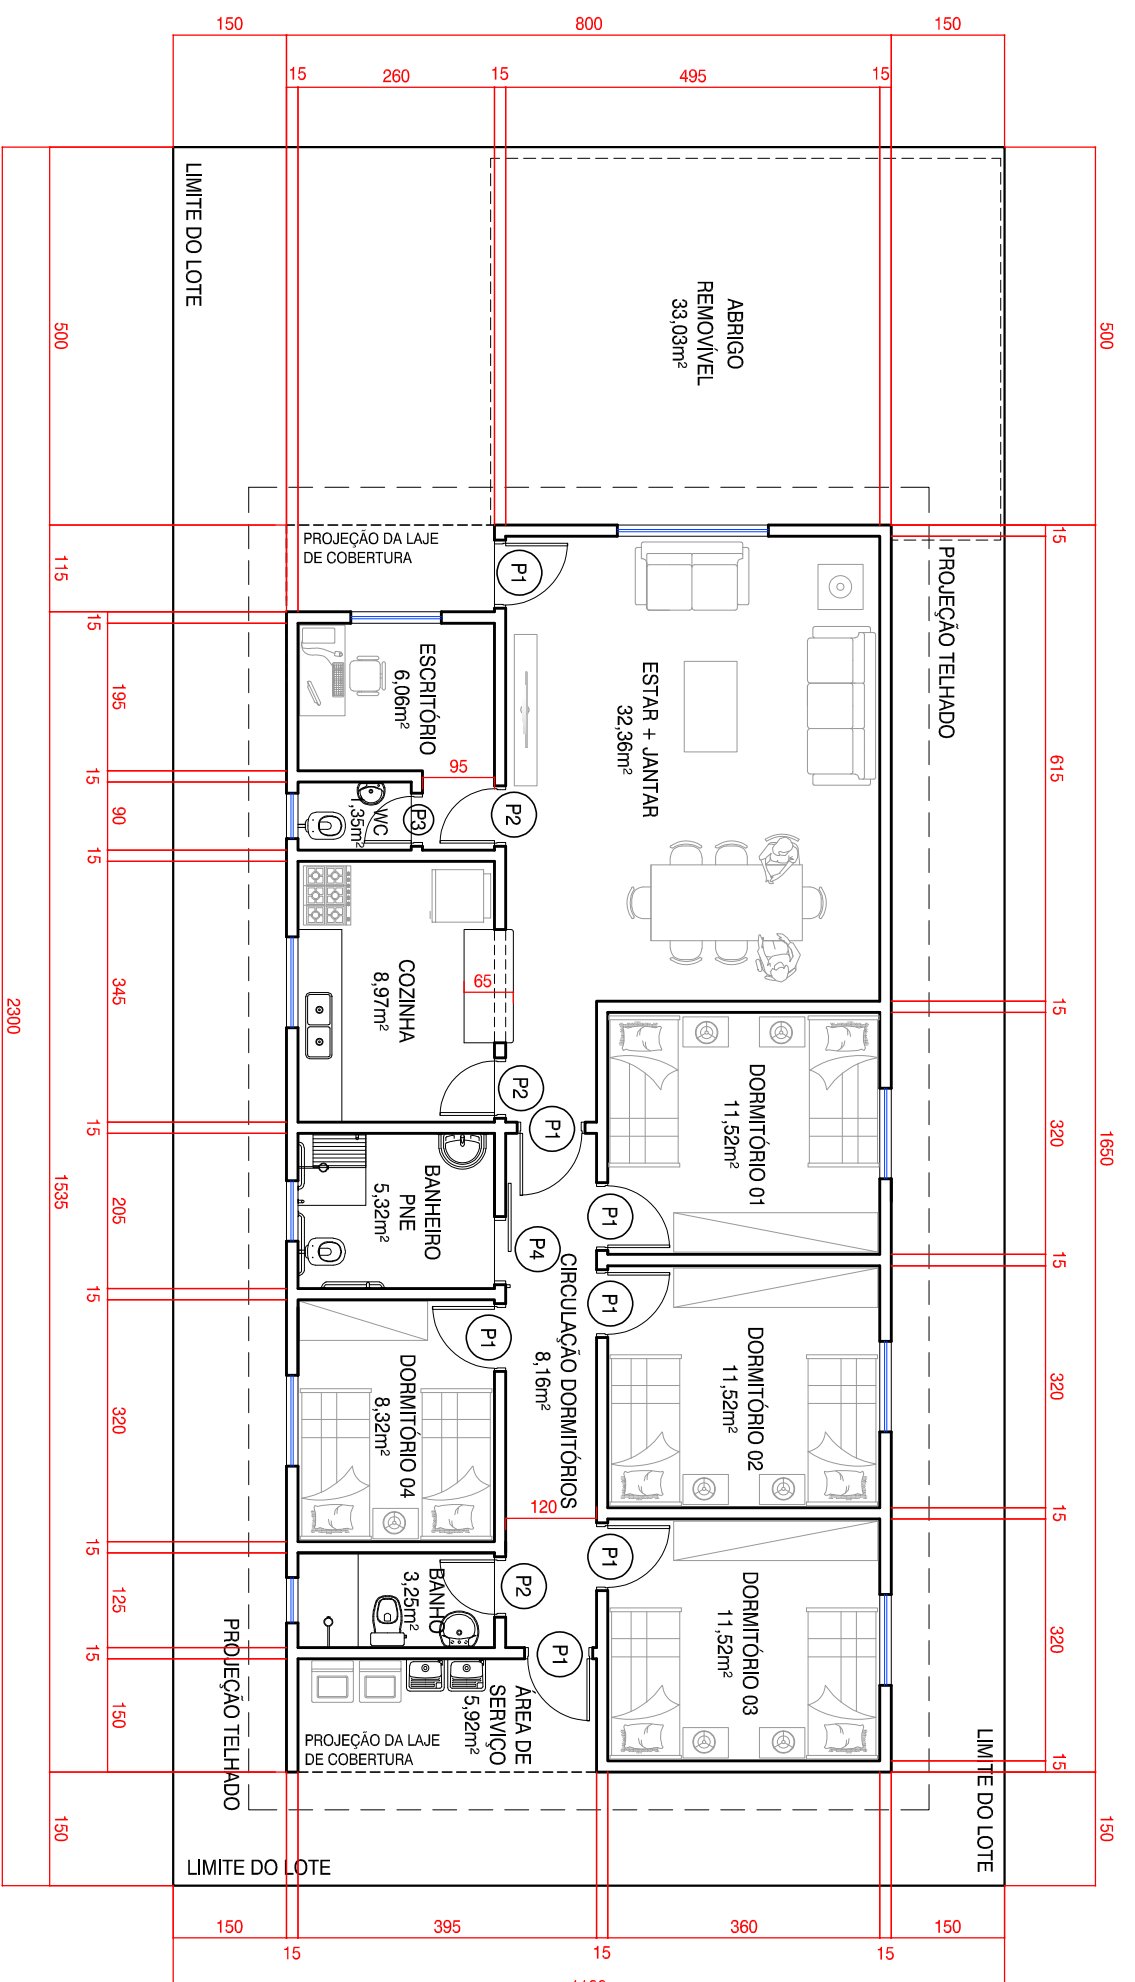 150
800
150
15
260
15
495
15
LIMITE DO LOTE
ABRIGO
REMOVÍVEL
33,03m²
500
500
PROJEÇÃO DA LAJE
DE COBERTURA
P1
PROJEÇÃO TELHADO
115
15
15
ESCRITÓRIO
6,06m²
ESTAR + JANTAR
32,36m²
195
615
95
15
WC
1,35m²
P3
P2
90
15
COZINHA
8,97m²
65
345
2300
15
P2
P1
DORMITÓRIO 01
11,52m²
320
1650
15
1535
BANHEIRO
PNE
5,32m²
205
P4
P1
15
15
P1
P1
CIRCULAÇÃO DORMITÓRIOS
8,16m²
DORMITÓRIO 02
11,52m²
320
DORMITÓRIO 04
8,32m²
320
120
15
15
BANHO
3,25m²
P2
P1
125
DORMITÓRIO 03
11,52m²
320
15
P1
ÁREA DE
SERVIÇO
5,92m²
150
PROJEÇÃO DA LAJE
DE COBERTURA
PROJEÇÃO TELHADO
15
LIMITE DO LOTE
150
150
LIMITE DO LOTE
150
395
360
150
15
15
15